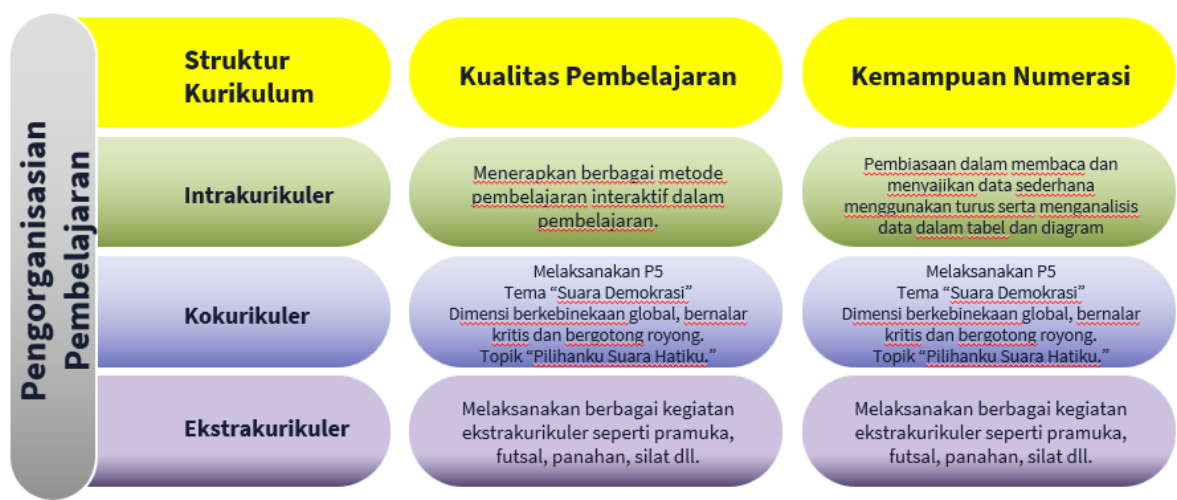 Pengorganisasian
Pembelajaran
Struktur
Kurikulum
Kualitas Pembelajaran
Kemampuan Numerasi
Intrakurikuler
Menerapkan berbagai metode
pembelajaran interaktif dalam
pembelajaran.
Pembiasaan dalam membaca dan
menyajikan data sederhana
menggunakan turus serta menganalisis
data dalam tabel dan diagram
Kokurikuler
Melaksanakan P5
Tema “Suara Demokrasi”
Dimensi berkebinekaan global, bernalar
kritis dan bergotong royong.
Topik “Pilihanku Suara Hatiku.”
Melaksanakan P5
Tema “Suara Demokrasi”
Dimensi berkebinekaan global, bernalar
kritis dan bergotong royong.
Topik “Pilihanku Suara Hatiku.”
Ekstrakurikuler
Melaksanakan berbagai kegiatan
ekstrakurikuler seperti pramuka,
futsal, panahan, silat dll.
Melaksanakan berbagai kegiatan
ekstrakurikuler seperti pramuka,
futsal, panahan, silat dll.